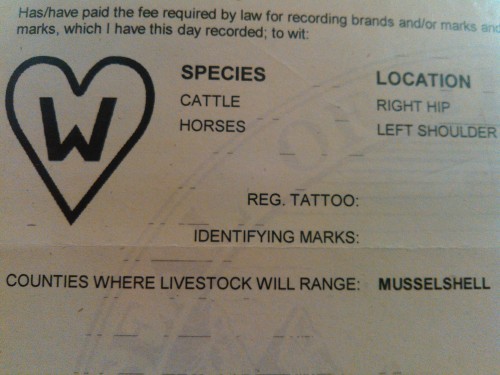 Has/have paid the fee required by law for recording brands and/or marks and
marks, which I have this day recorded; to wit:
W
SPECIES LOCATION
CATTLE RIGHT HIP
HORSES LEFT SHOULDER
REG. TATTOO:
IDENTIFYING MARKS:
COUNTIES WHERE LIVESTOCK WILL RANGE: MUSSELSHELL